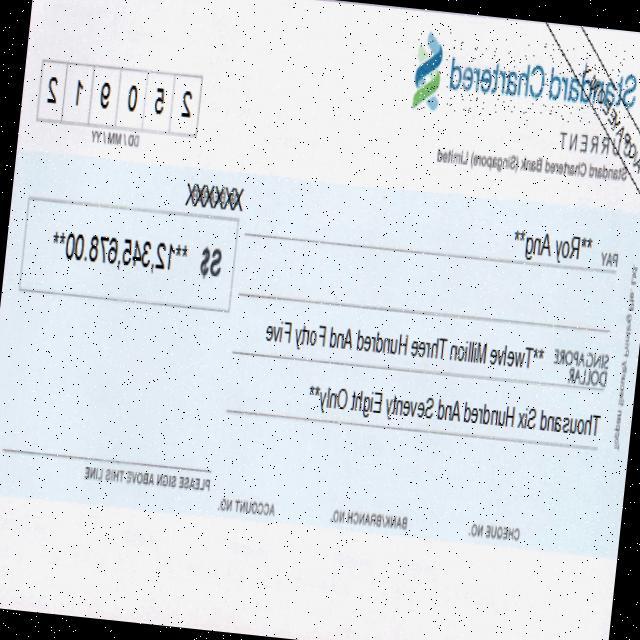 Standard Chartered
CURRENT
Standard Chartered Bank (Singapore) Limited
2 5 0 9 1 2
DD/MM/YY
XXXXXX
PAY **Roy Ang**
S$ ***12,345,678.00**
SINGAPORE DOLLAR **Twelve Million Three Hundred And Forty Five
Thousand Six Hundred And Seventy Eight Only**
PLEASE SIGN ABOVE THIS LINE
CHEQUE NO. BANK/BRANCH NO. ACCOUNT NO.